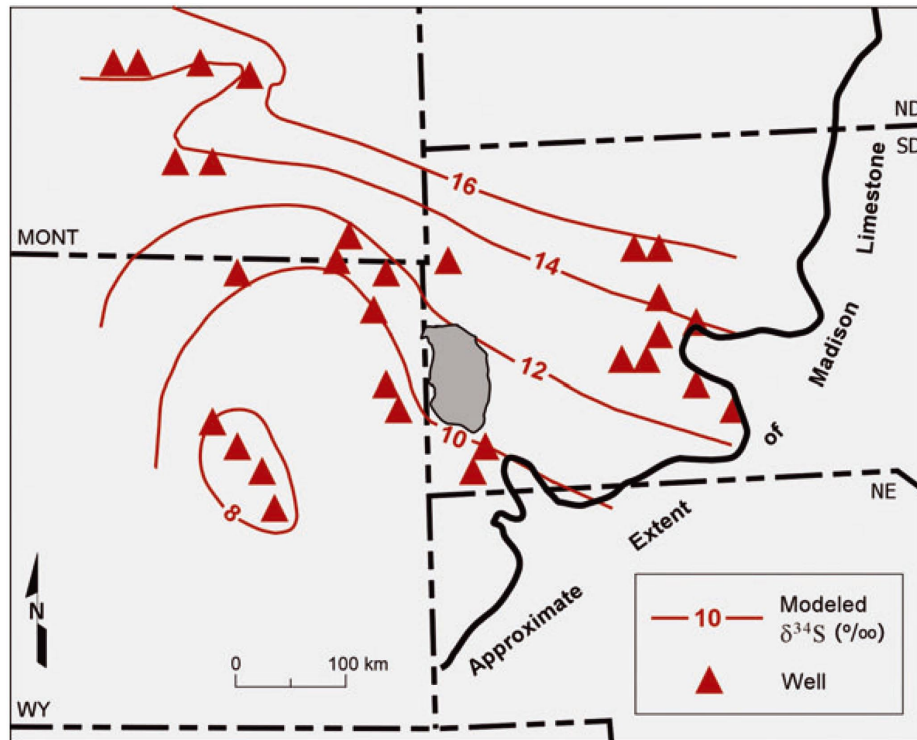 ND
SD
16
Limestone
MONT
14
Madison
12
10
of
8
NE
Extent
Approximate
N
0 100 km
WY
10 Modeled
δ³⁴S (º/∞)
Well